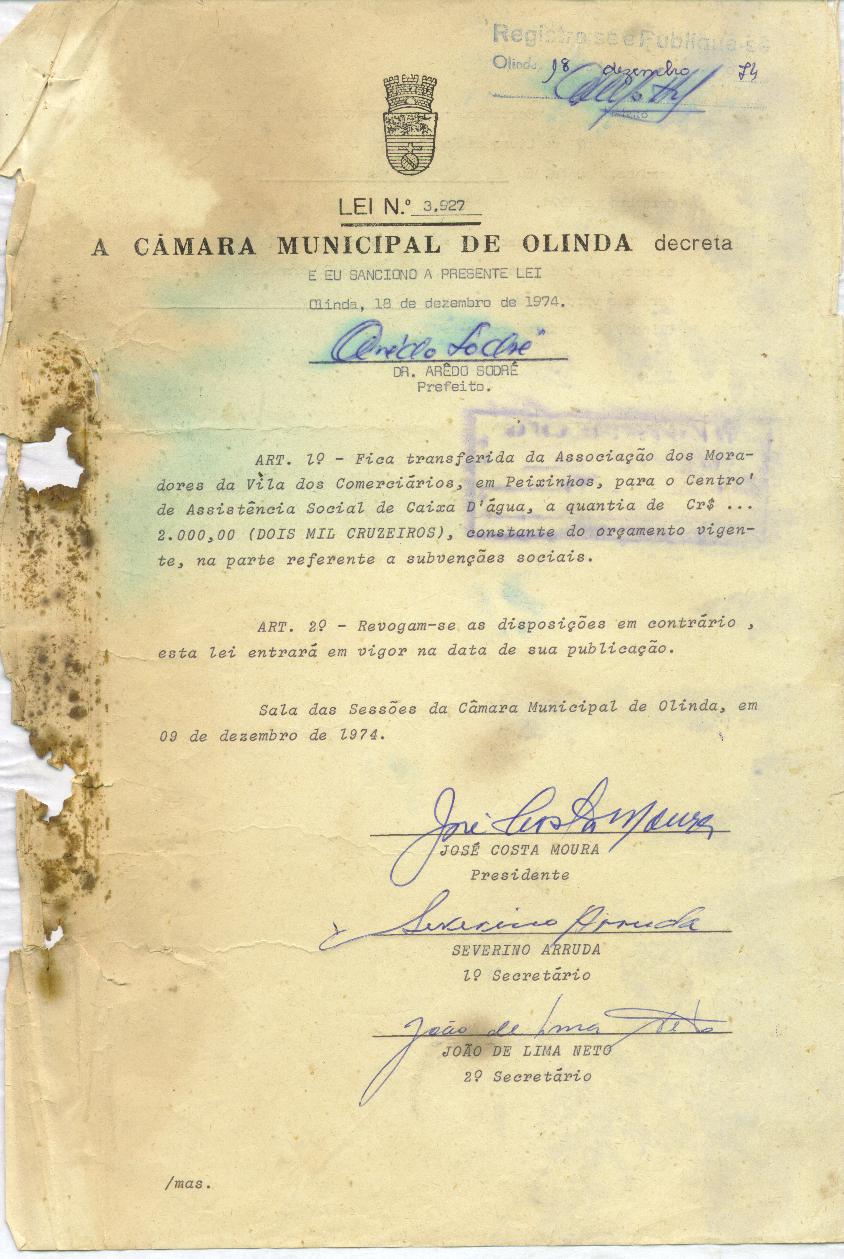 Registre-se e Publique-se
Olinda, 18 dezembro 74
LEI N.º 3.927
A CÂMARA MUNICIPAL DE OLINDA decreta
E EU SANCIONO A PRESENTE LEI
Olinda, 18 de dezembro de 1974.
Arêdo Sodré
DR. ARÊDO SODRÉ
Prefeito.
ART. 1º - Fica transferida da Associação dos Mora-
dores da Vila dos Comerciários, em Peixinhos, para o Centro'
de Assistência Social de Caixa D'água, a quantia de Cr$ ...
2.000,00 (DOIS MIL CRUZEIROS), constante do orçamento vigen-
te, na parte referente a subvenções sociais.
ART. 2º - Revogam-se as disposições em contrário ,
esta lei entrará em vigor na data de sua publicação.
Sala das Sessões da Câmara Municipal de Olinda, em
09 de dezembro de 1974.
José Costa Moura
JOSÉ COSTA MOURA
Presidente
Severino Arruda
SEVERINO ARRUDA
1º Secretário
João de Lima Neto
JOÃO DE LIMA NETO
2º Secretário
/mas.